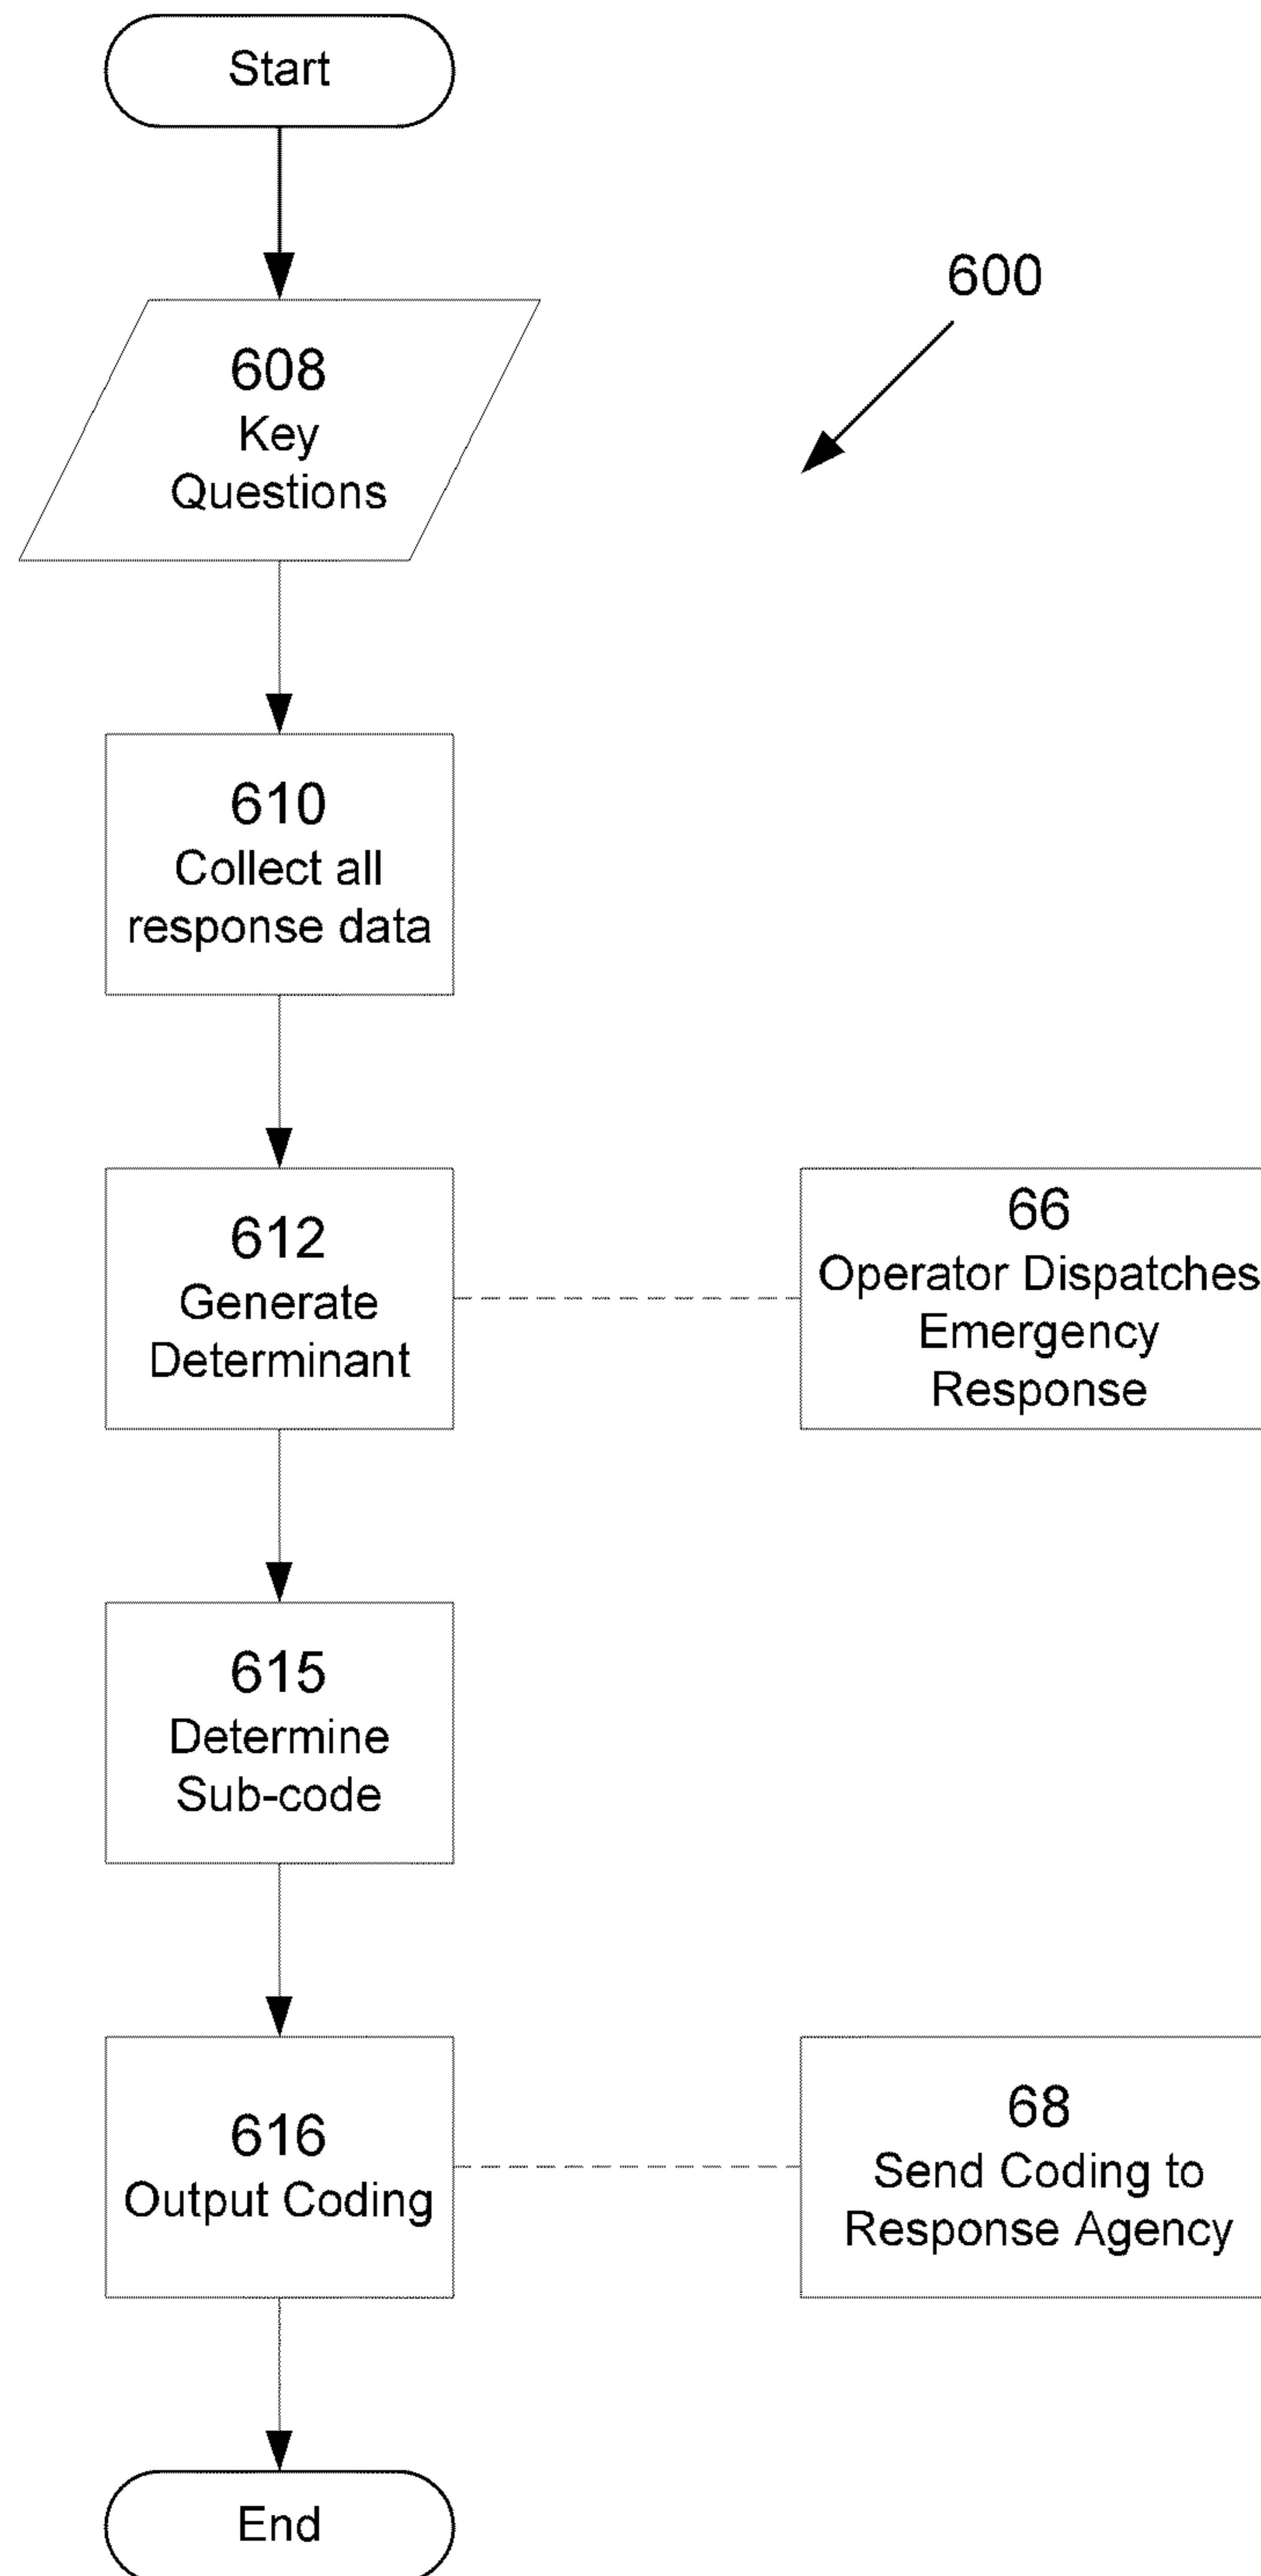 Start
600
608
Key
Questions
610
Collect all
response data
612
Generate
Determinant
66
Operator Dispatches
Emergency
Response
615
Determine
Sub-code
616
Output Coding
68
Send Coding to
Response Agency
End